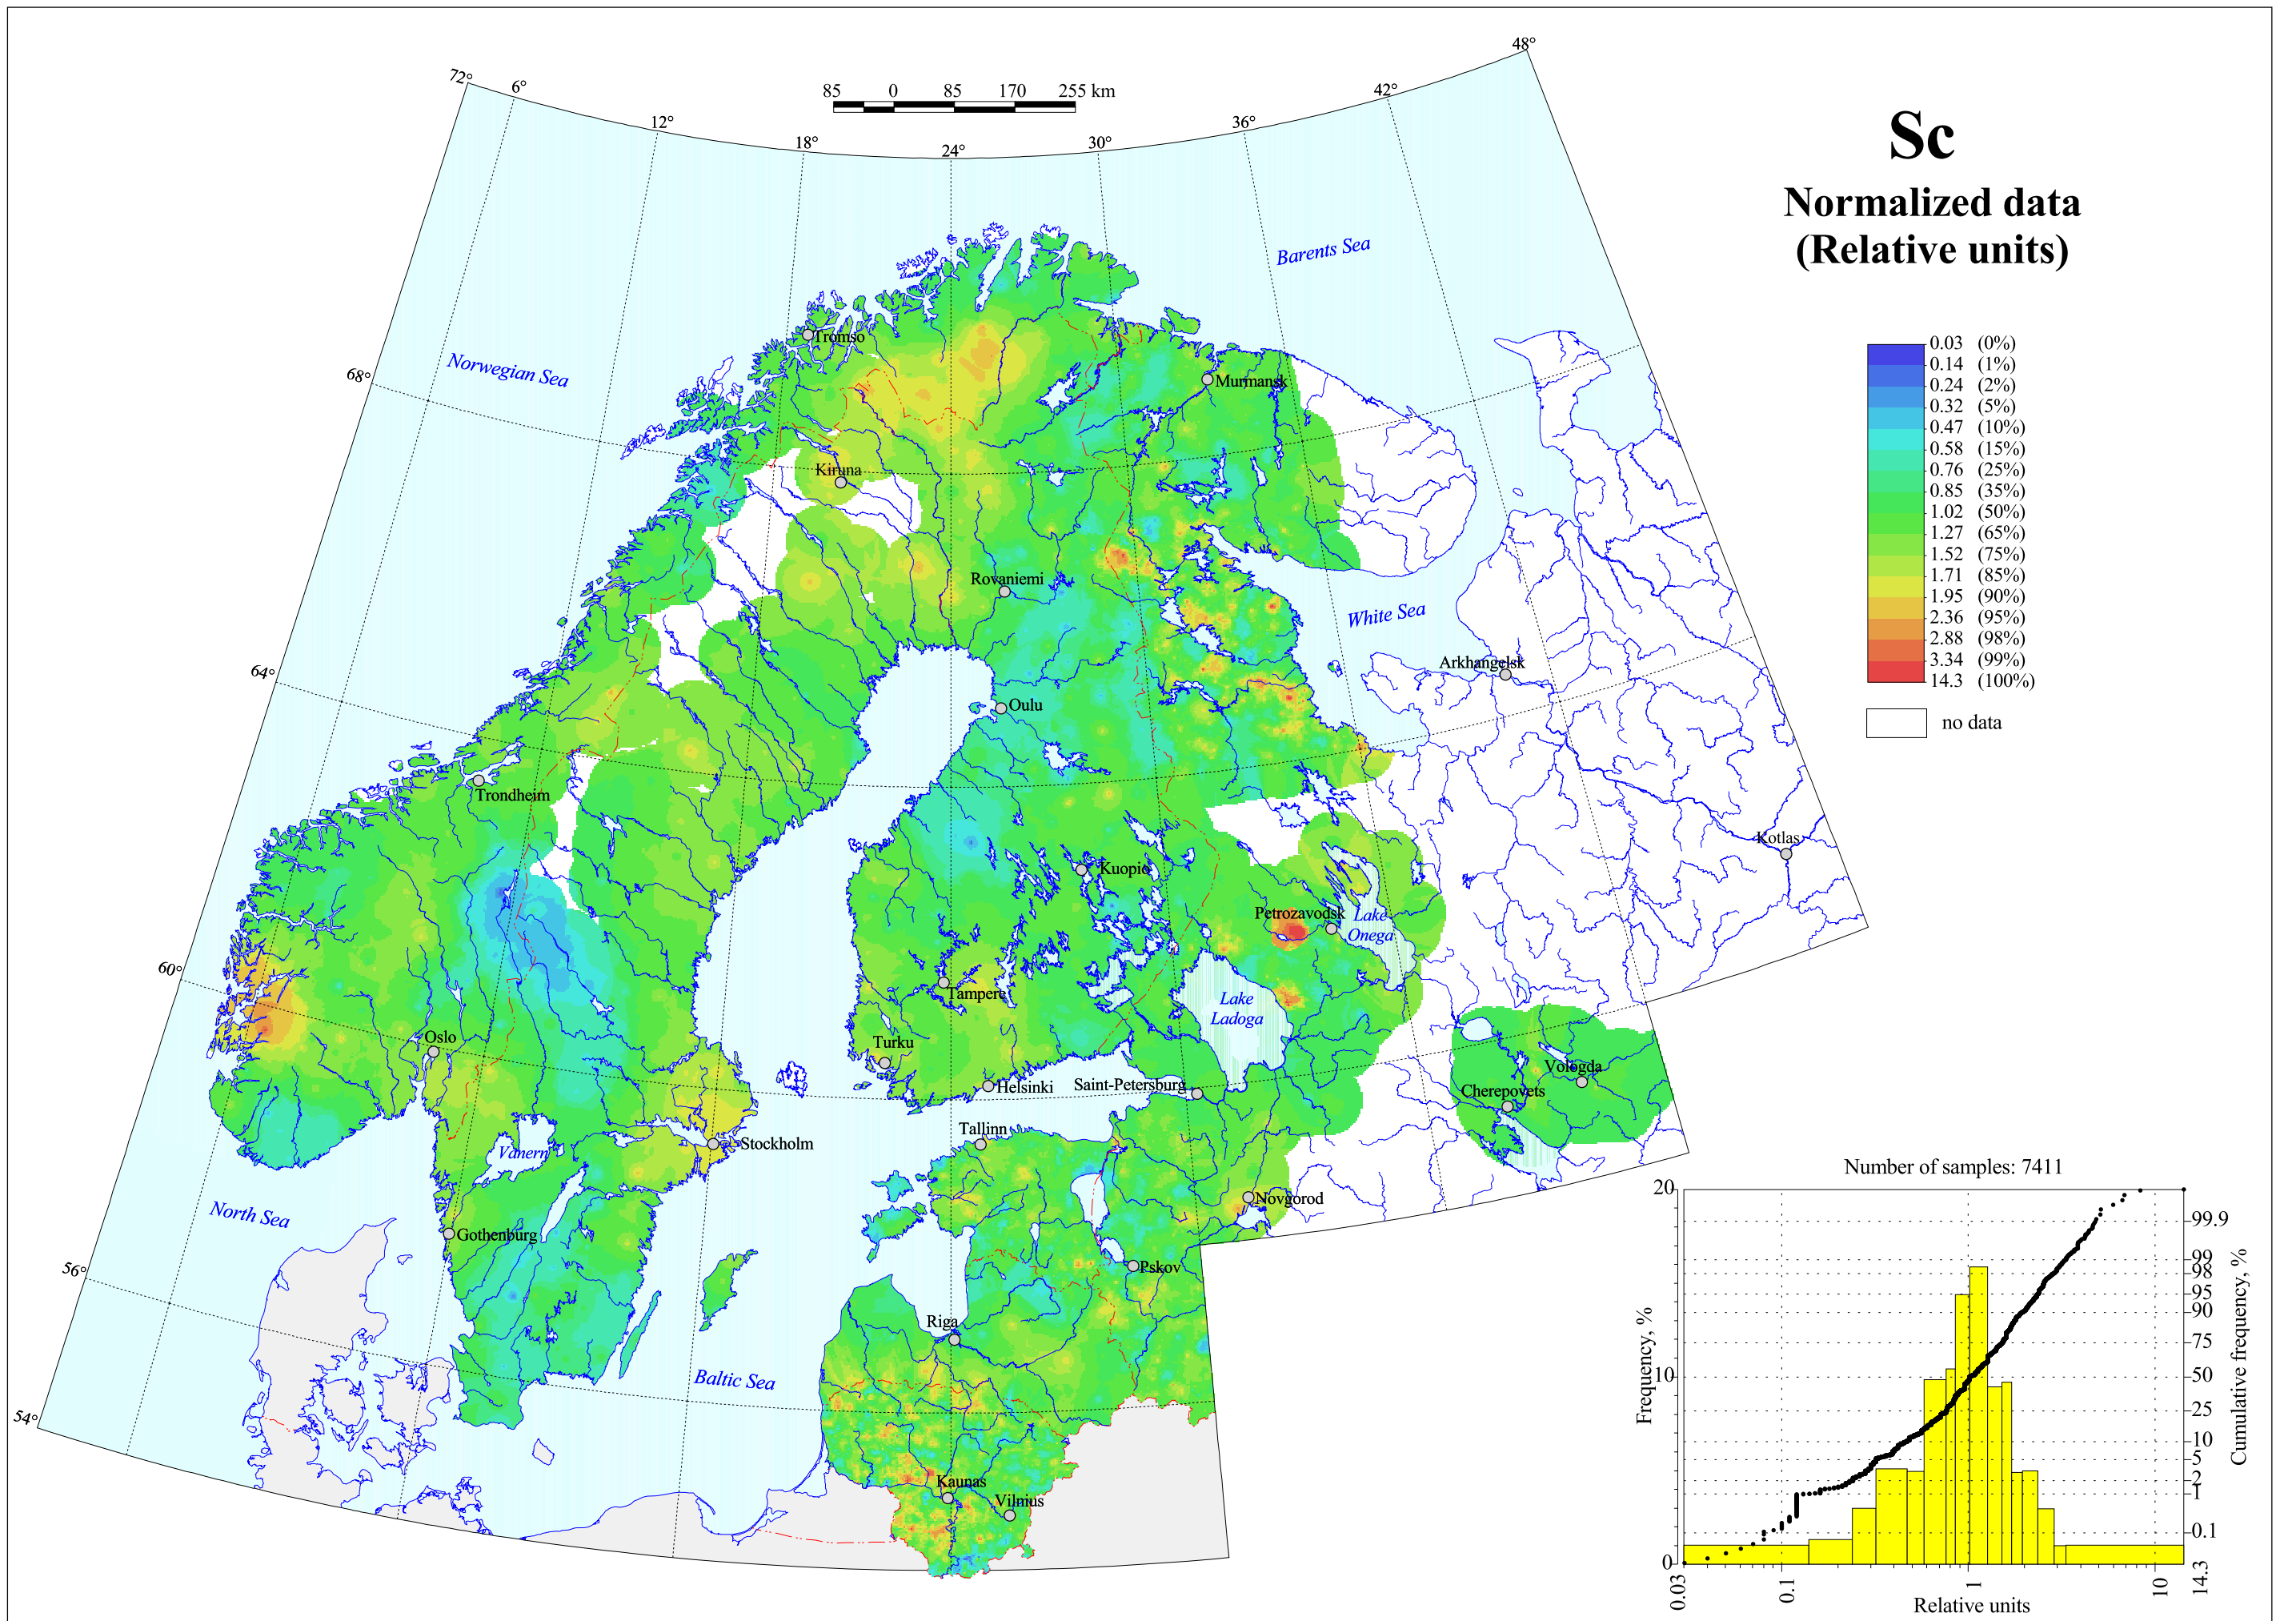 48°
72°
6°
42°
85 0 85 170 255 km
12°
36°
18°
30°
24°
Sc
Normalized data
(Relative units)
Barents Sea
Norwegian Sea
Tromso
Murmansk
68°
Kiruna
Rovaniemi
White Sea
Arkhangelsk
64°
Oulu
Trondheim
Kotlas
Kuopio
Petrozavodsk
Lake
Onega
60°
Tampere
Lake
Ladoga
Oslo
Turku
Helsinki
Saint-Petersburg
Vologda
Cherepovets
Tallinn
Stockholm
Vanern
Novgorod
North Sea
Gothenburg
Pskov
56°
Riga
Baltic Sea
54°
Kaunas
Vilnius
0.03 (0%)
0.14 (1%)
0.24 (2%)
0.32 (5%)
0.47 (10%)
0.58 (15%)
0.76 (25%)
0.85 (35%)
1.02 (50%)
1.27 (65%)
1.52 (75%)
1.71 (85%)
1.95 (90%)
2.36 (95%)
2.88 (98%)
3.34 (99%)
14.3 (100%)
no data
Number of samples: 7411
Frequency, %
20
10
0
99.9
99
98
95
90
75
50
25
10
5
2
1
0.1
Cumulative frequency, %
0.03
0.1
1
10
14.3
Relative units